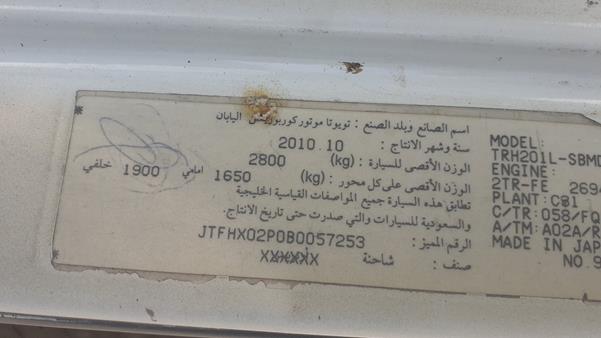 اسم الصانع وبلد الصنع : تويوتا موتور كوربوريشن اليابان
سنة وشهر الانتاج : 2010.10
الوزن الأقصى للسيارة : (kg) 2800
الوزن الأقصى على كل محور : (kg) 1650 امامي 1900 خلفي
تطابق هذه السيارة جميع المواصفات القياسية الخليجية
والسعودية للسيارات والتي صدرت حتى تاريخ الانتاج.
الرقم المميز : JTFHX02P0B0057253
صنف : شاحنة XXXXXX
MODEL:
TRH201L-SBMD
ENGINE:
2TR-FE 2694
PLANT: C81
C/TR: 058/FQ
A/TM: A02A/R
MADE IN JAP
NO.9